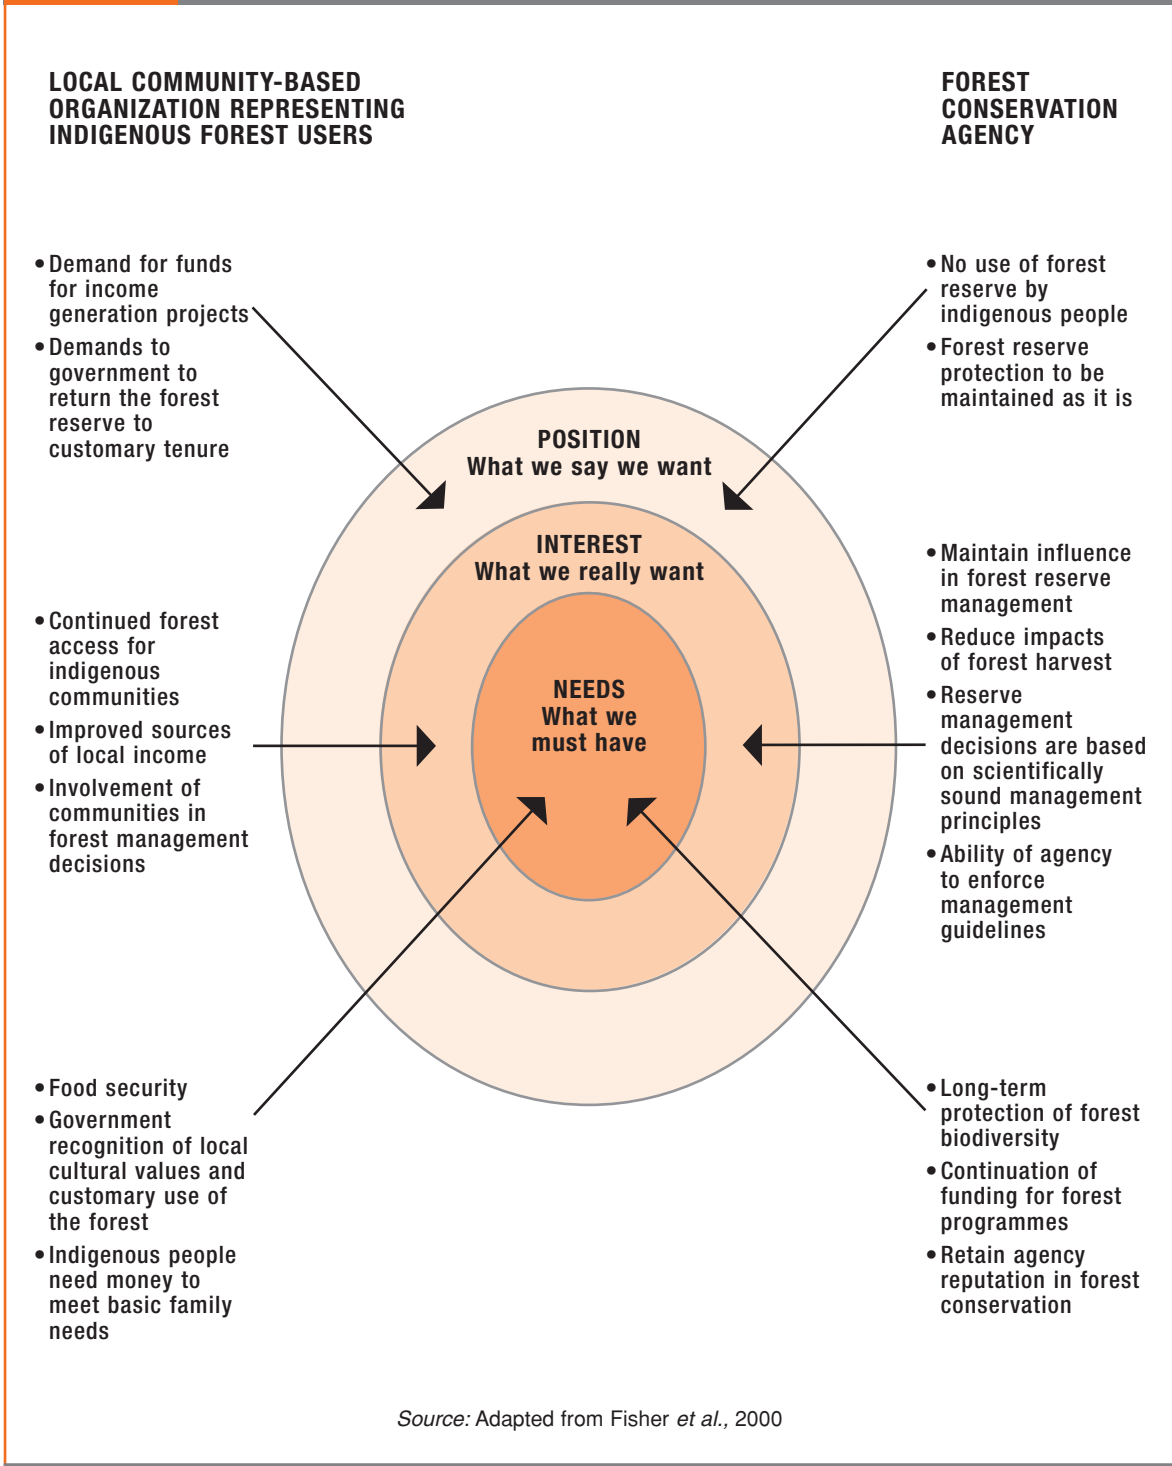 LOCAL COMMUNITY-BASED
ORGANIZATION REPRESENTING
INDIGENOUS FOREST USERS
FOREST
CONSERVATION
AGENCY
• Demand for funds
for income
generation projects
• Demands to
government to
return the forest
reserve to
customary tenure
• No use of forest
reserve by
indigenous people
• Forest reserve
protection to be
maintained as it is
POSITION
What we say we want
INTEREST
What we really want
NEEDS
What we
must have
• Continued forest
access for
indigenous
communities
• Improved sources
of local income
• Involvement of
communities in
forest management
decisions
• Maintain influence
in forest reserve
management
• Reduce impacts
of forest harvest
• Reserve
management
decisions are based
on scientifically
sound management
principles
• Ability of agency
to enforce
management
guidelines
• Food security
• Government
recognition of local
cultural values and
customary use of
the forest
• Indigenous people
need money to
meet basic family
needs
• Long-term
protection of forest
biodiversity
• Continuation of
funding for forest
programmes
• Retain agency
reputation in forest
conservation
Source: Adapted from Fisher et al., 2000